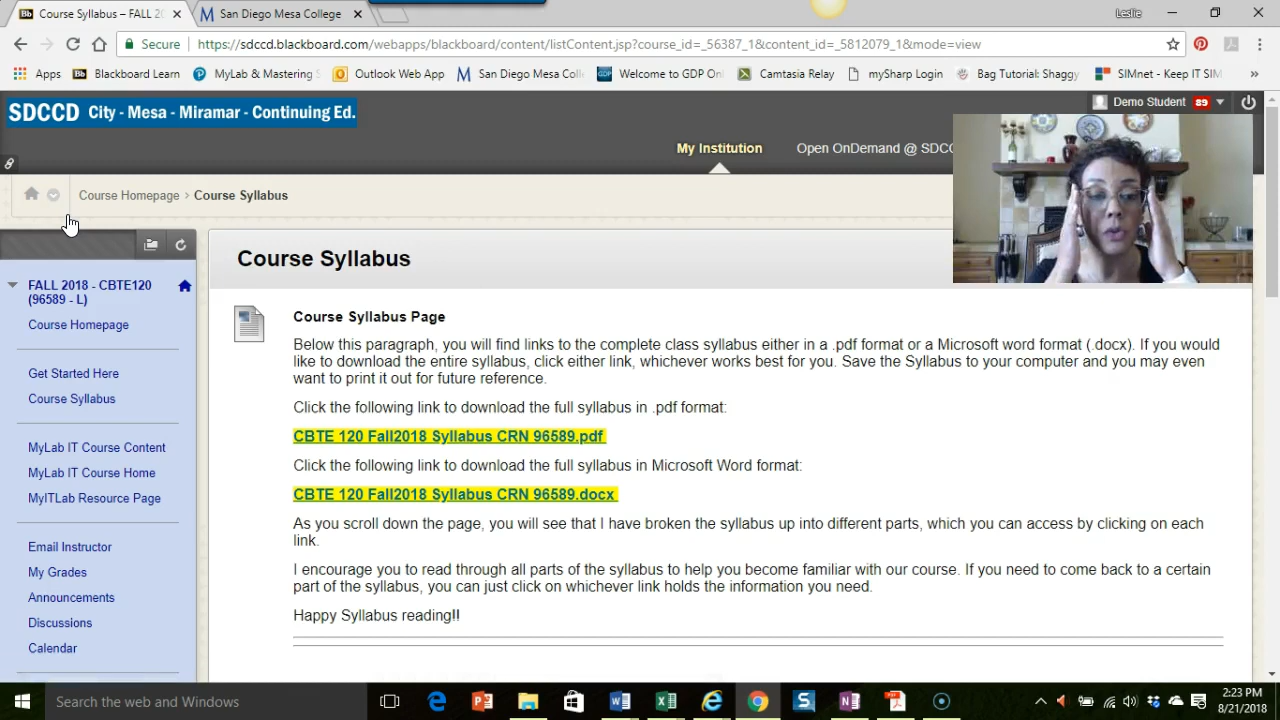 Course Syllabus – FALL 20
San Diego Mesa College
Leslie
Secure
https://sdccd.blackboard.com/webapps/blackboard/content/listContent.jsp?course_id=_56387_1&content_id=_5812079_1&mode=view
Apps
Blackboard Learn
MyLab & Mastering
Outlook Web App
San Diego Mesa Coll
Welcome to GDP On
Camtasia Relay
mySharp Login
Bag Tutorial: Shaggy
SIMnet - Keep IT SIM
SDCCD City - Mesa - Miramar - Continuing Ed.
Demo Student 89
My Institution
Open OnDemand @ SDCC
Course Homepage > Course Syllabus
FALL 2018 - CBTE120
(96589 - L)
Course Homepage
Get Started Here
Course Syllabus
MyLab IT Course Content
MyLab IT Course Home
MyITLab Resource Page
Email Instructor
My Grades
Announcements
Discussions
Calendar
Course Syllabus
Course Syllabus Page
Below this paragraph, you will find links to the complete class syllabus either in a .pdf format or a Microsoft word format (.docx). If you would
like to download the entire syllabus, click either link, whichever works best for you. Save the Syllabus to your computer and you may even
want to print it out for future reference.
Click the following link to download the full syllabus in .pdf format:
CBTE 120 Fall2018 Syllabus CRN 96589.pdf
Click the following link to download the full syllabus in Microsoft Word format:
CBTE 120 Fall2018 Syllabus CRN 96589.docx
As you scroll down the page, you will see that I have broken the syllabus up into different parts, which you can access by clicking on each
link.
I encourage you to read through all parts of the syllabus to help you become familiar with our course. If you need to come back to a certain
part of the syllabus, you can just click on whichever link holds the information you need.
Happy Syllabus reading!!
Search the web and Windows
2:23 PM
8/21/2018